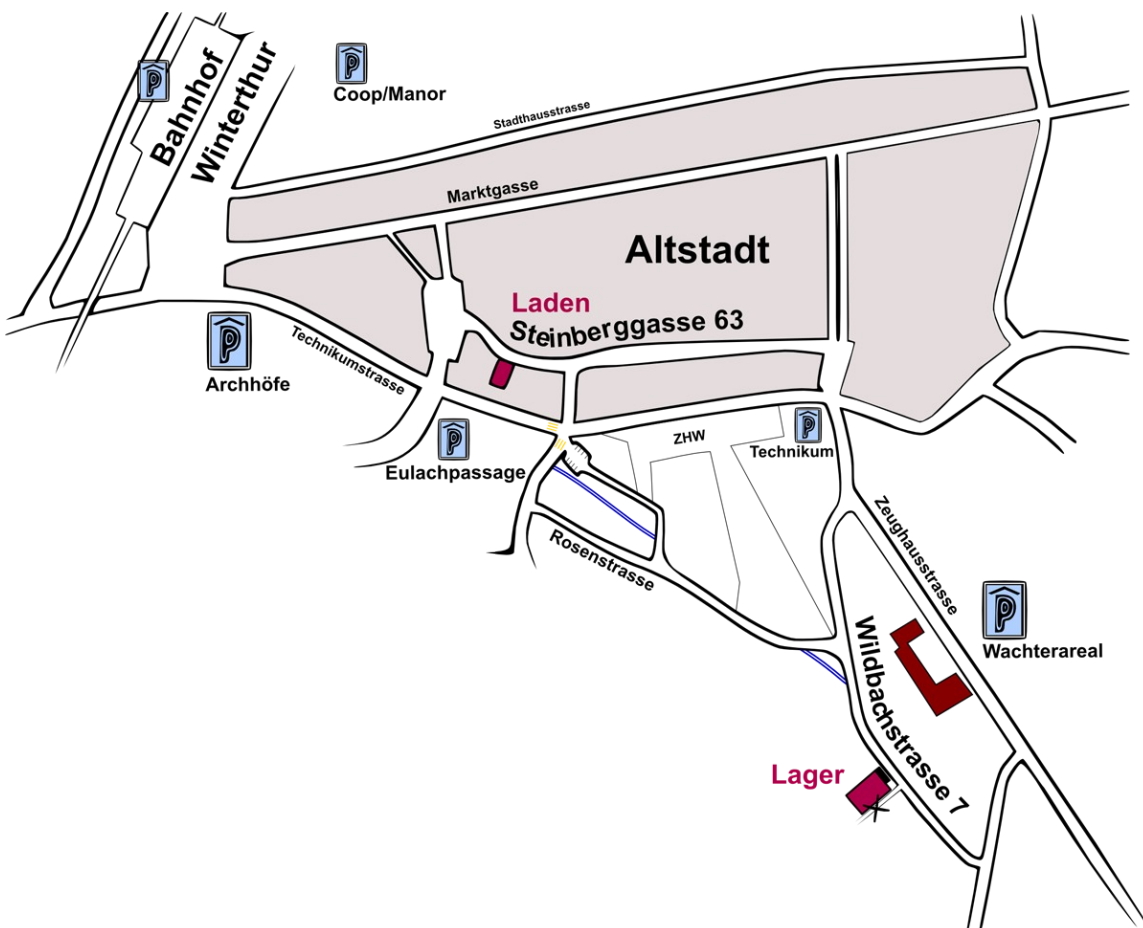 P
Bahnhof
Winterthur
P
Coop/Manor
Stadthausstrasse
Marktgasse
Altstadt
Laden
Steinberggasse 63
P
Archhöfe
Technikumstrasse
P
Eulachpassage
ZHW
P
Technikum
Rosenstrasse
Zeughausstrasse
P
Wachterareal
Wildbachstrasse 7
Lager